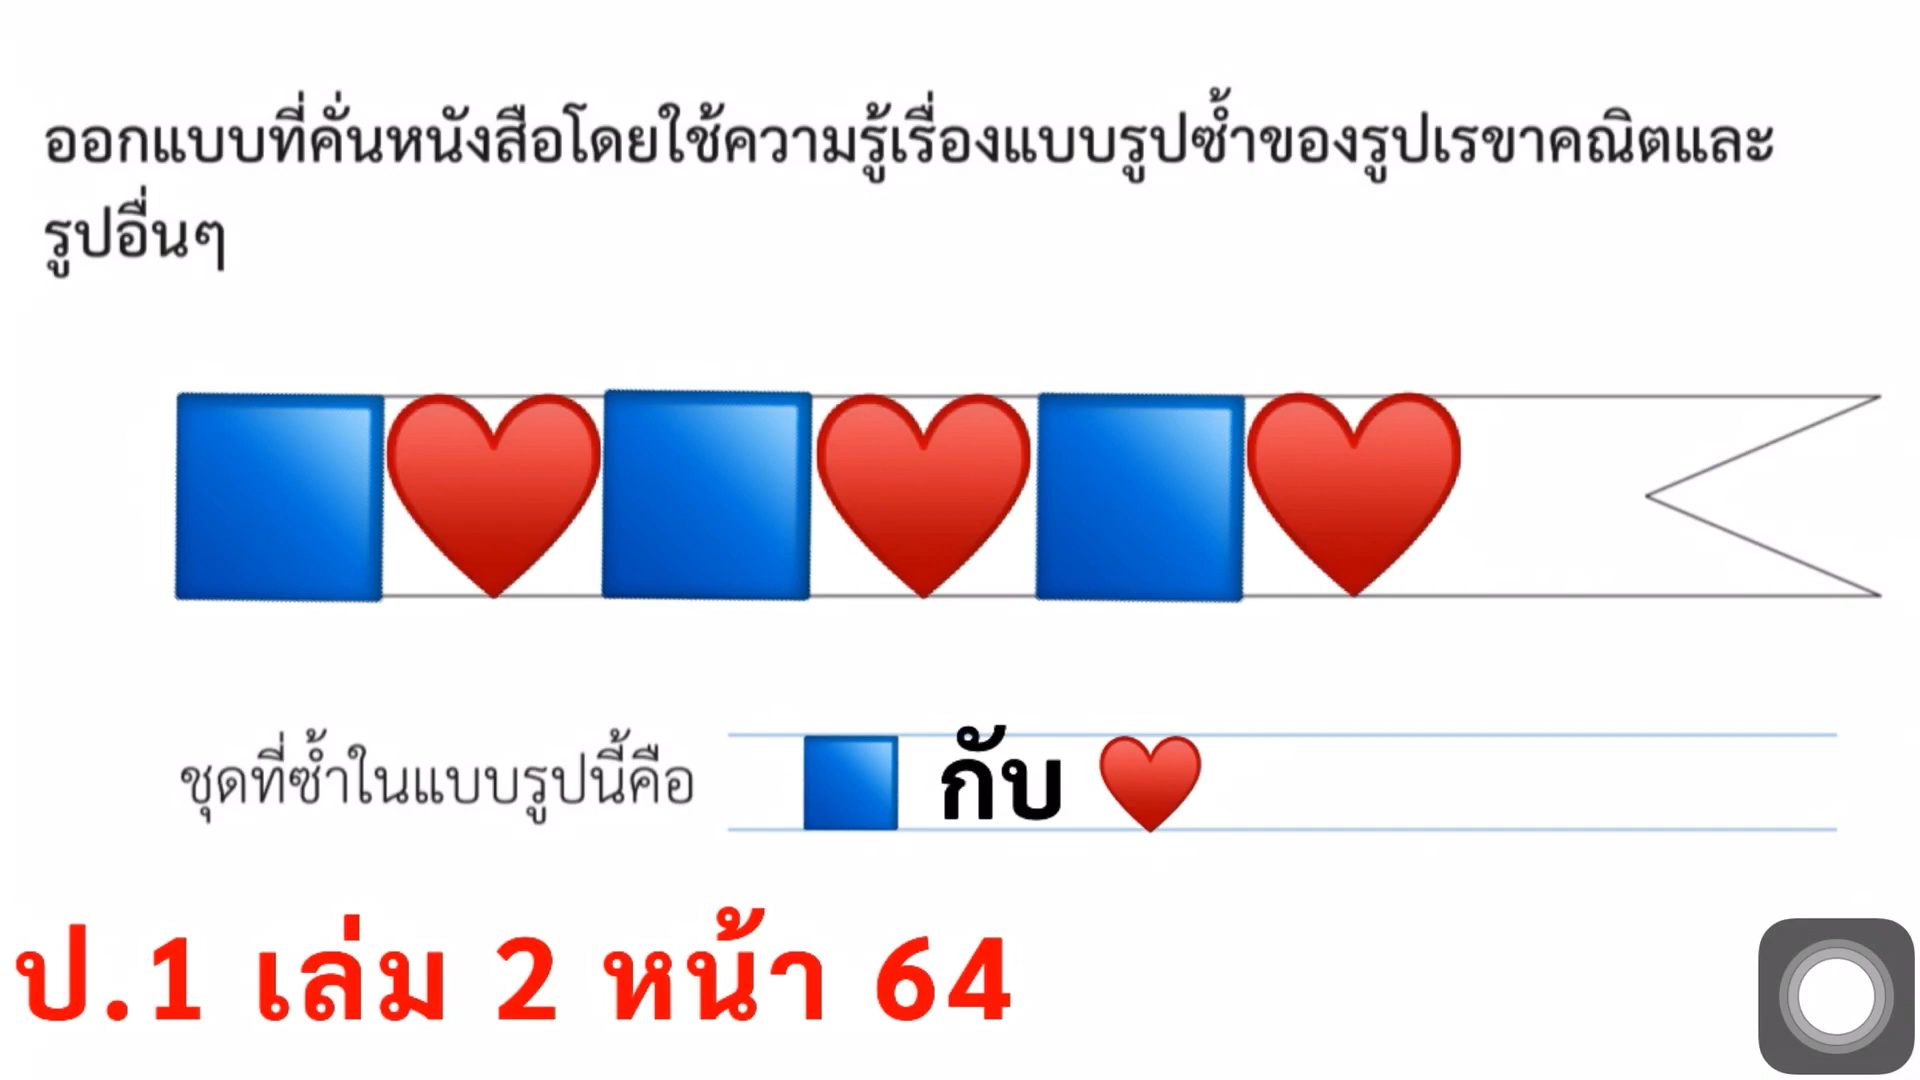 ออกแบบที่คั่นหนังสือโดยใช้ความรู้เรื่องแบบรูปซ้ำของรูปเรขาคณิตและ
รูปอื่นๆ
ชุดที่ซ้ำในแบบรูปนี้คือ กับ
ป.1 เล่ม 2 หน้า 64